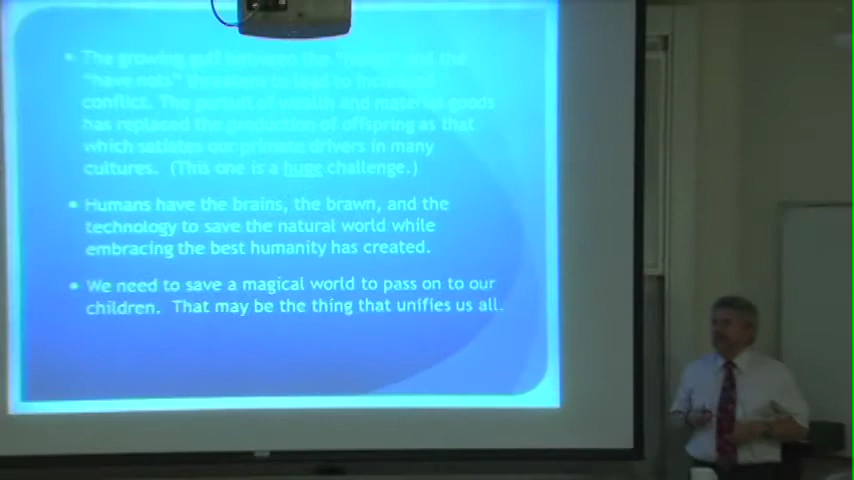 • The growing gulf between the "haves" and the
"have nots" threatens to lead to increased
conflict. The pursuit of wealth and material goods
has replaced the production of offspring as that
which satiates our primate drivers in many
cultures. (This one is a huge challenge.)
• Humans have the brains, the brawn, and the
technology to save the natural world while
embracing the best humanity has created.
• We need to save a magical world to pass on to our
children. That may be the thing that unifies us all.